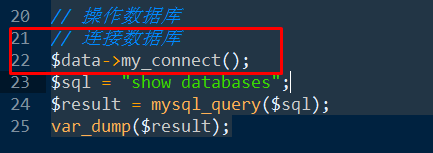 20 // 操作数据库
21 // 连接数据库
22 $data->my_connect();
23 $sql = "show databases";
24 $result = mysql_query($sql);
25 var_dump($result);